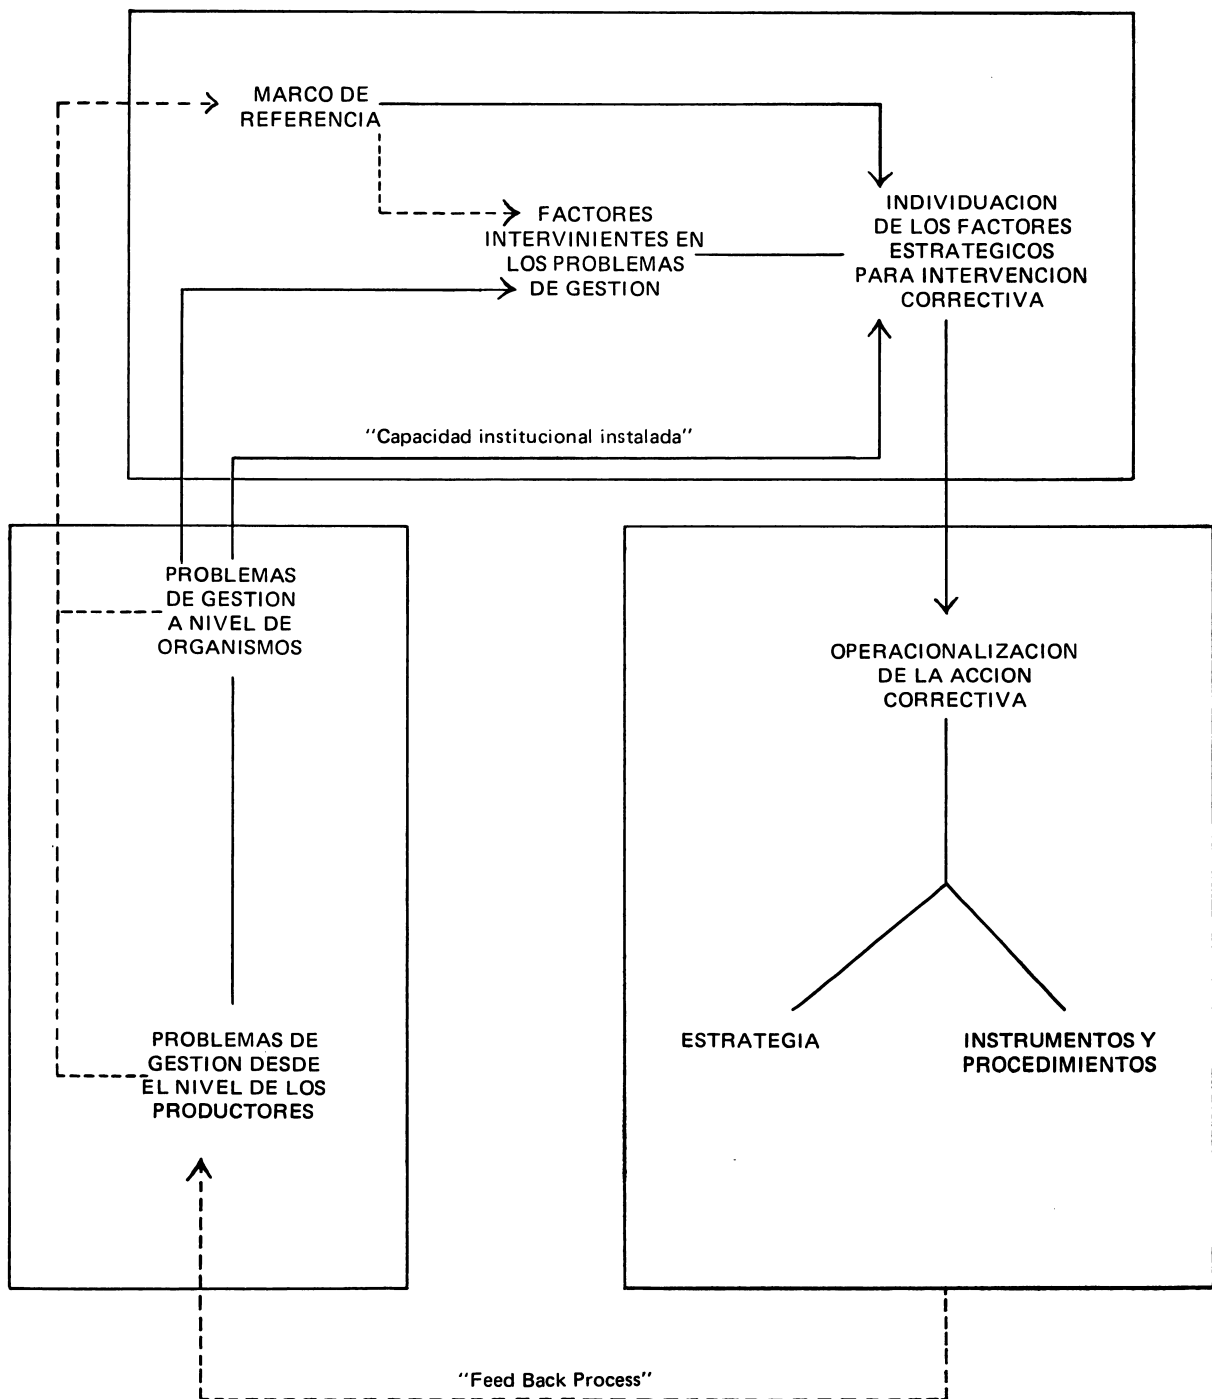 MARCO DE
REFERENCIA
FACTORES
INTERVINIENTES EN
LOS PROBLEMAS
DE GESTION
INDIVIDUACION
DE LOS FACTORES
ESTRATEGICOS
PARA INTERVENCION
CORRECTIVA
"Capacidad institucional instalada"
PROBLEMAS
DE GESTION
A NIVEL DE
ORGANISMOS
PROBLEMAS DE
GESTION DESDE
EL NIVEL DE LOS
PRODUCTORES
OPERACIONALIZACION
DE LA ACCION
CORRECTIVA
ESTRATEGIA
INSTRUMENTOS Y
PROCEDIMIENTOS
"Feed Back Process"